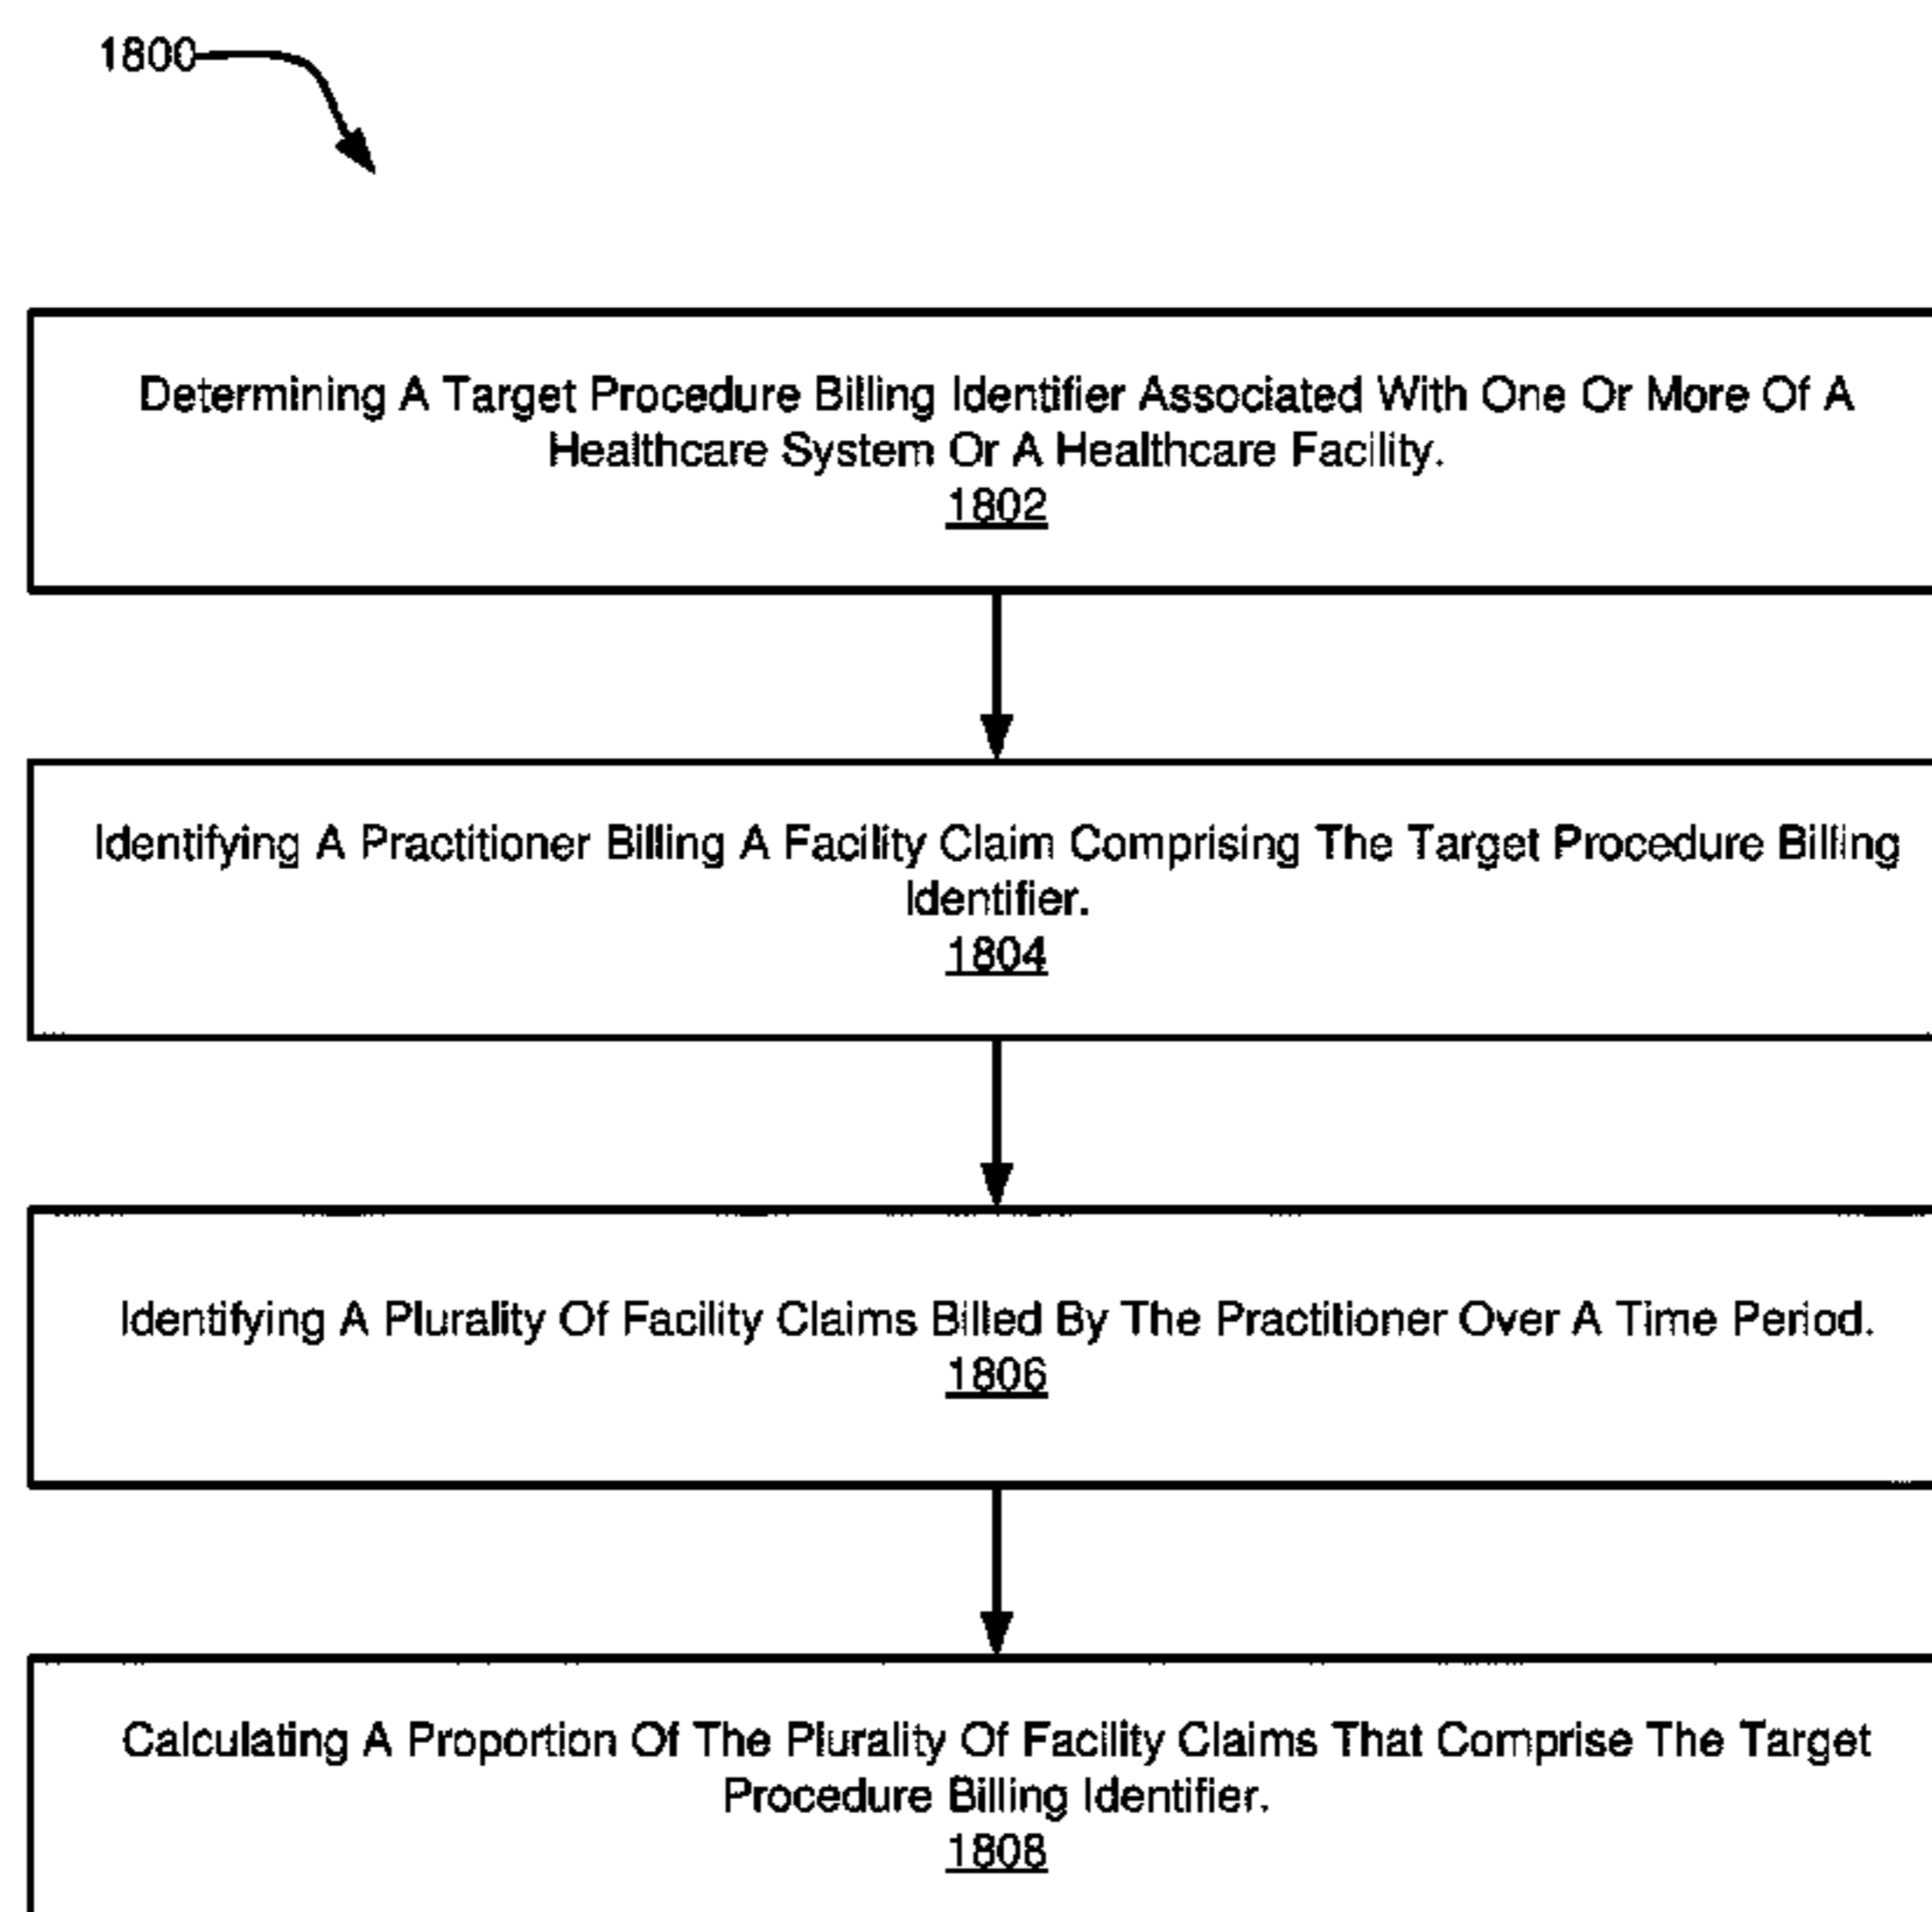 1800
Determining A Target Procedure Billing Identifier Associated With One Or More Of A
Healthcare System Or A Healthcare Facility.
1802
Identifying A Practitioner Billing A Facility Claim Comprising The Target Procedure Billing
Identifier.
1804
Identifying A Plurality Of Facility Claims Billed By The Practitioner Over A Time Period.
1806
Calculating A Proportion Of The Plurality Of Facility Claims That Comprise The Target
Procedure Billing Identifier.
1808